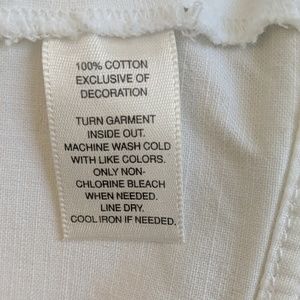 100% COTTON
EXCLUSIVE OF
DECORATION
TURN GARMENT
INSIDE OUT.
MACHINE WASH COLD
WITH LIKE COLORS.
ONLY NON-
CHLORINE BLEACH
WHEN NEEDED.
LINE DRY.
COOL IRON IF NEEDED.